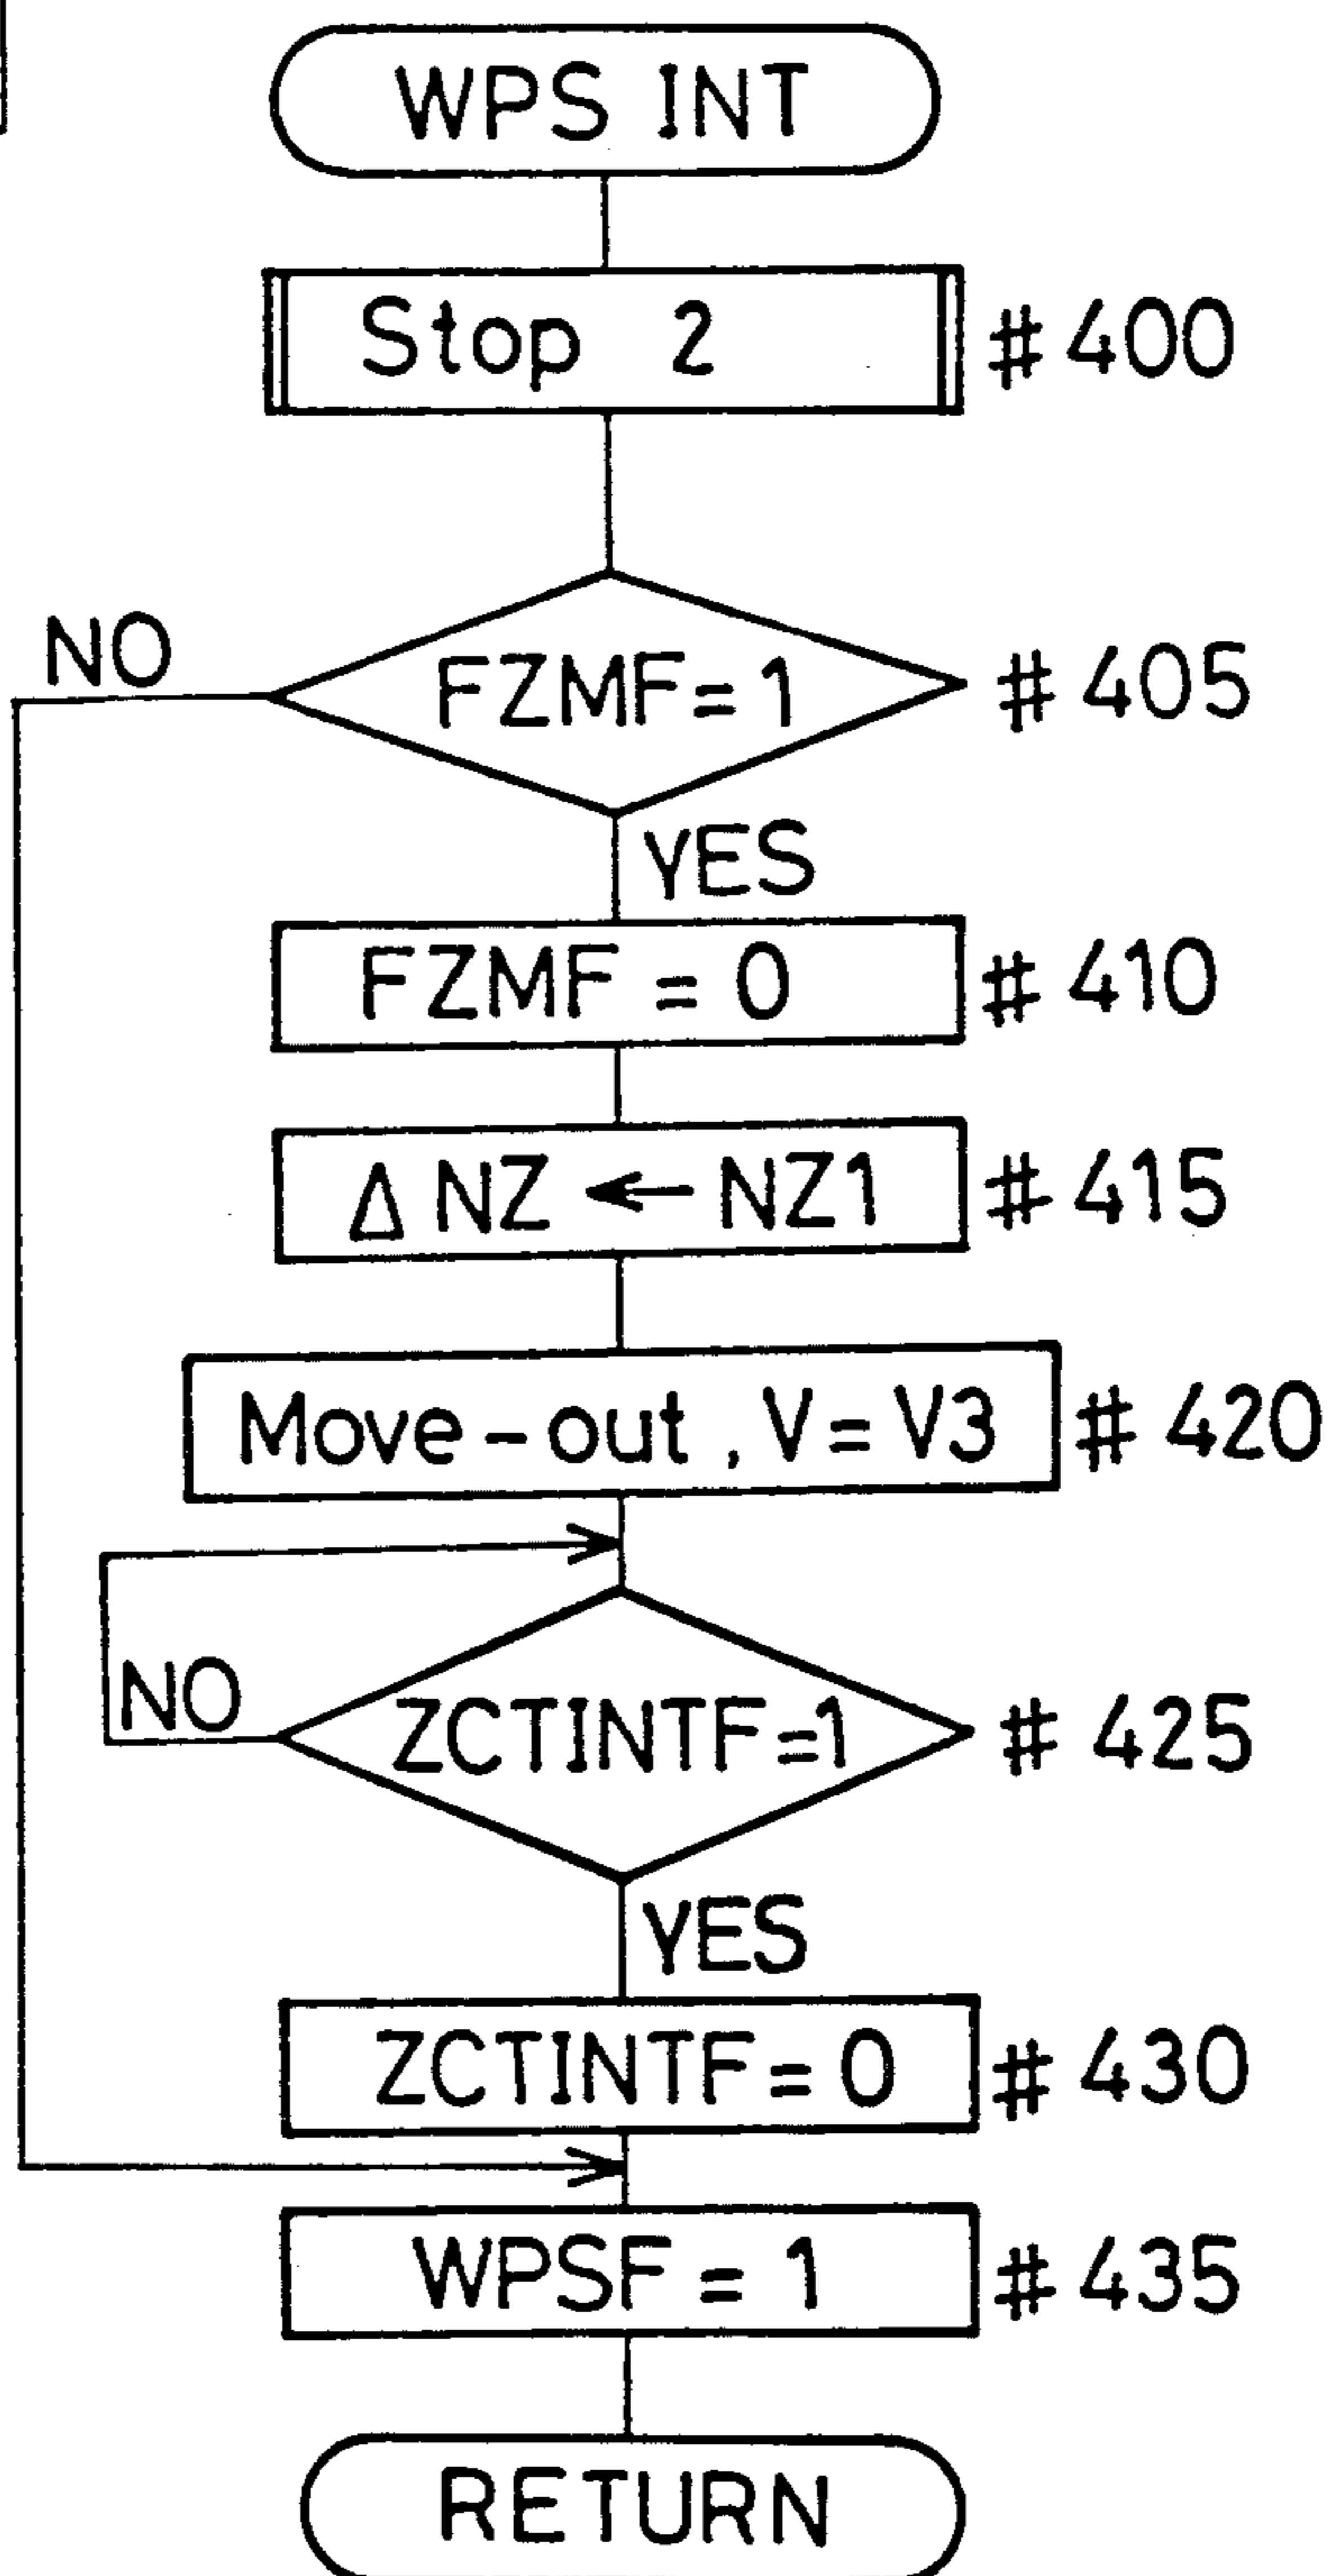 WPS INT
Stop 2 #400
NO FZMF=1 #405
YES
FZMF = 0 #410
Δ NZ ← NZ1 #415
Move-out, V=V3 #420
NO ZCTINTF=1 #425
YES
ZCTINTF=0 #430
WPSF = 1 #435
RETURN